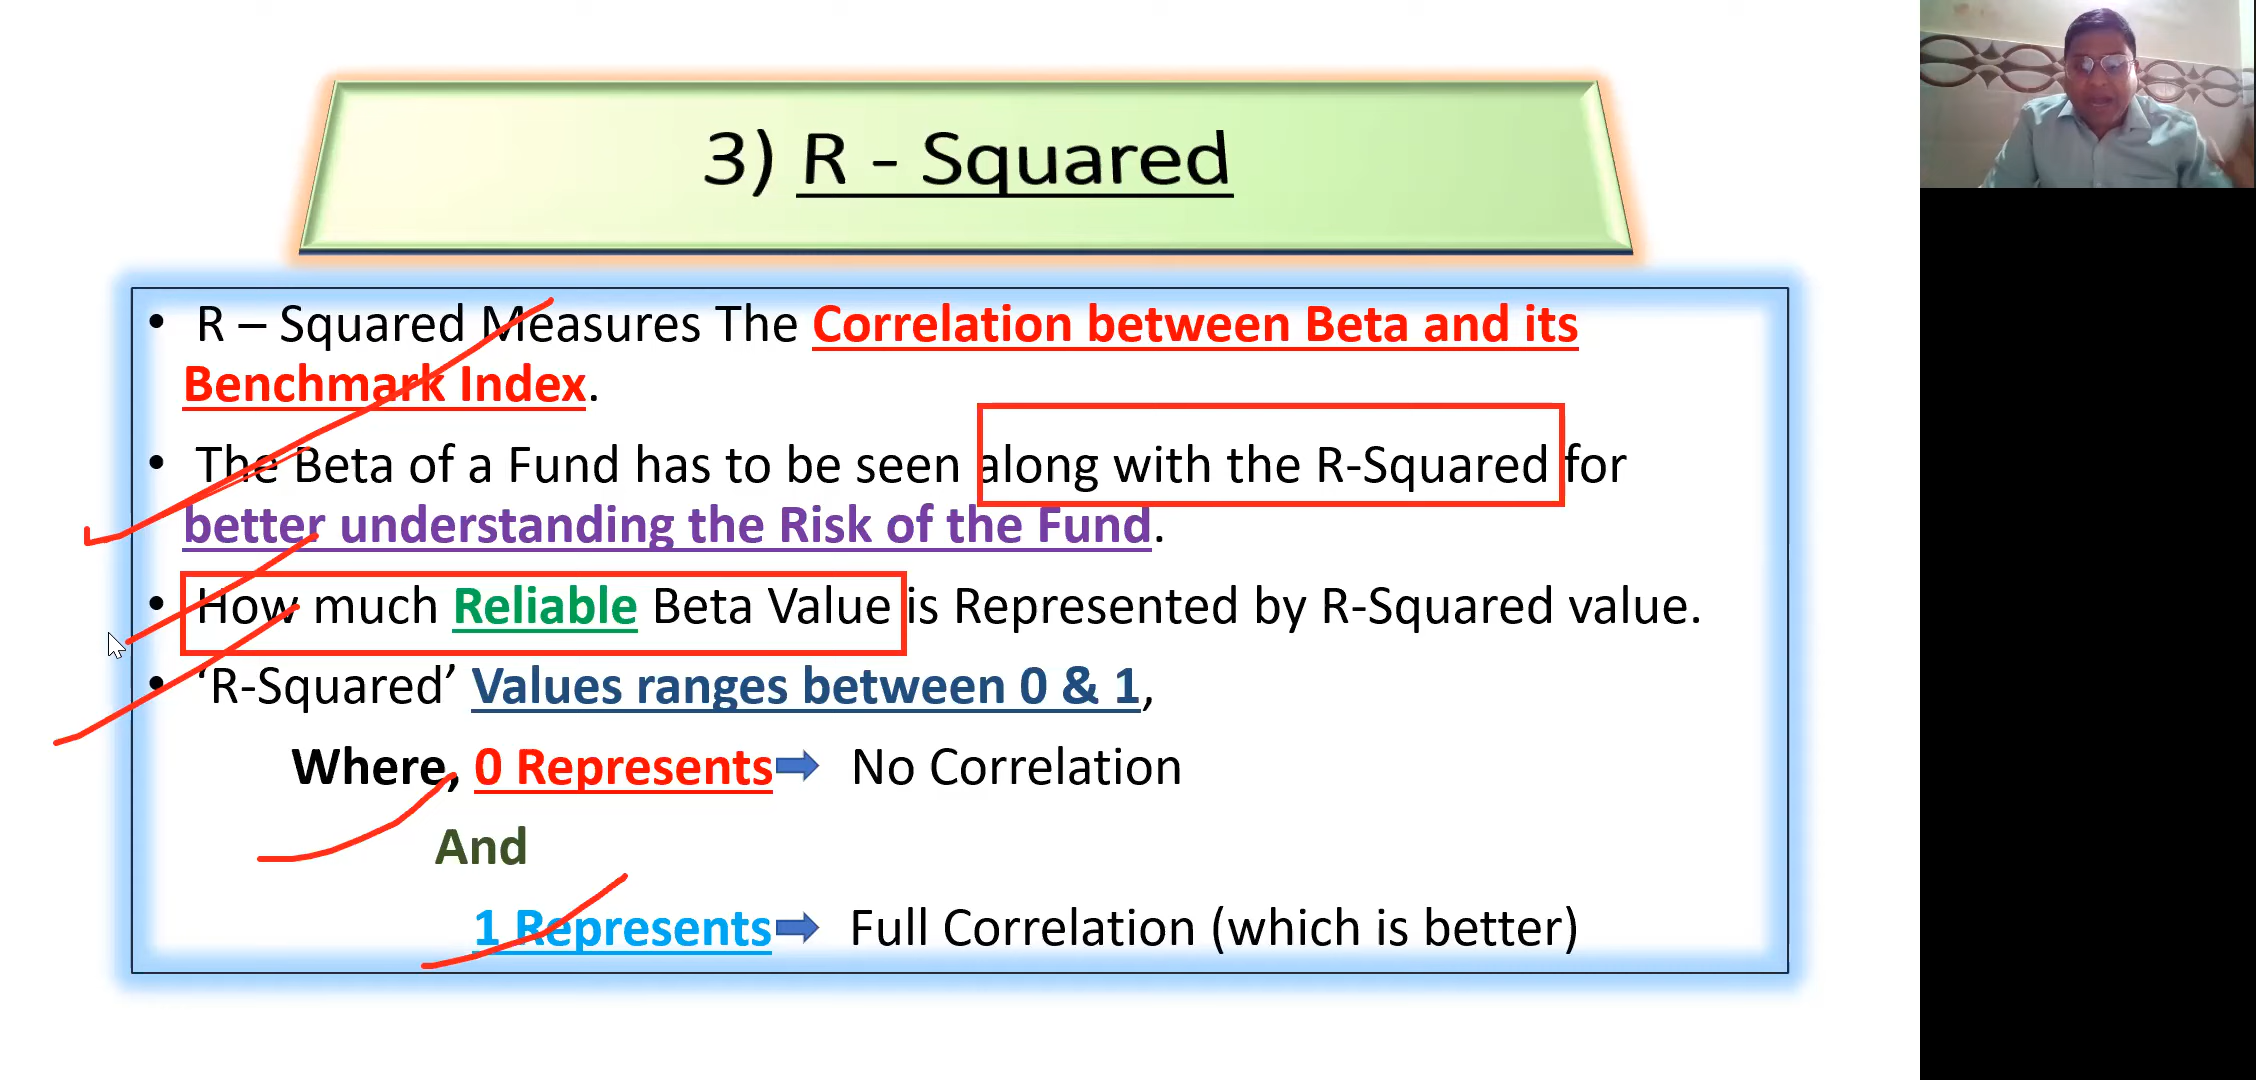 3) R - Squared
• R – Squared Measures The Correlation between Beta and its
Benchmark Index.
• The Beta of a Fund has to be seen along with the R-Squared for
better understanding the Risk of the Fund.
• How much Reliable Beta Value is Represented by R-Squared value.
• ‘R-Squared’ Values ranges between 0 & 1,
Where, 0 Represents No Correlation
And
1 Represents Full Correlation (which is better)